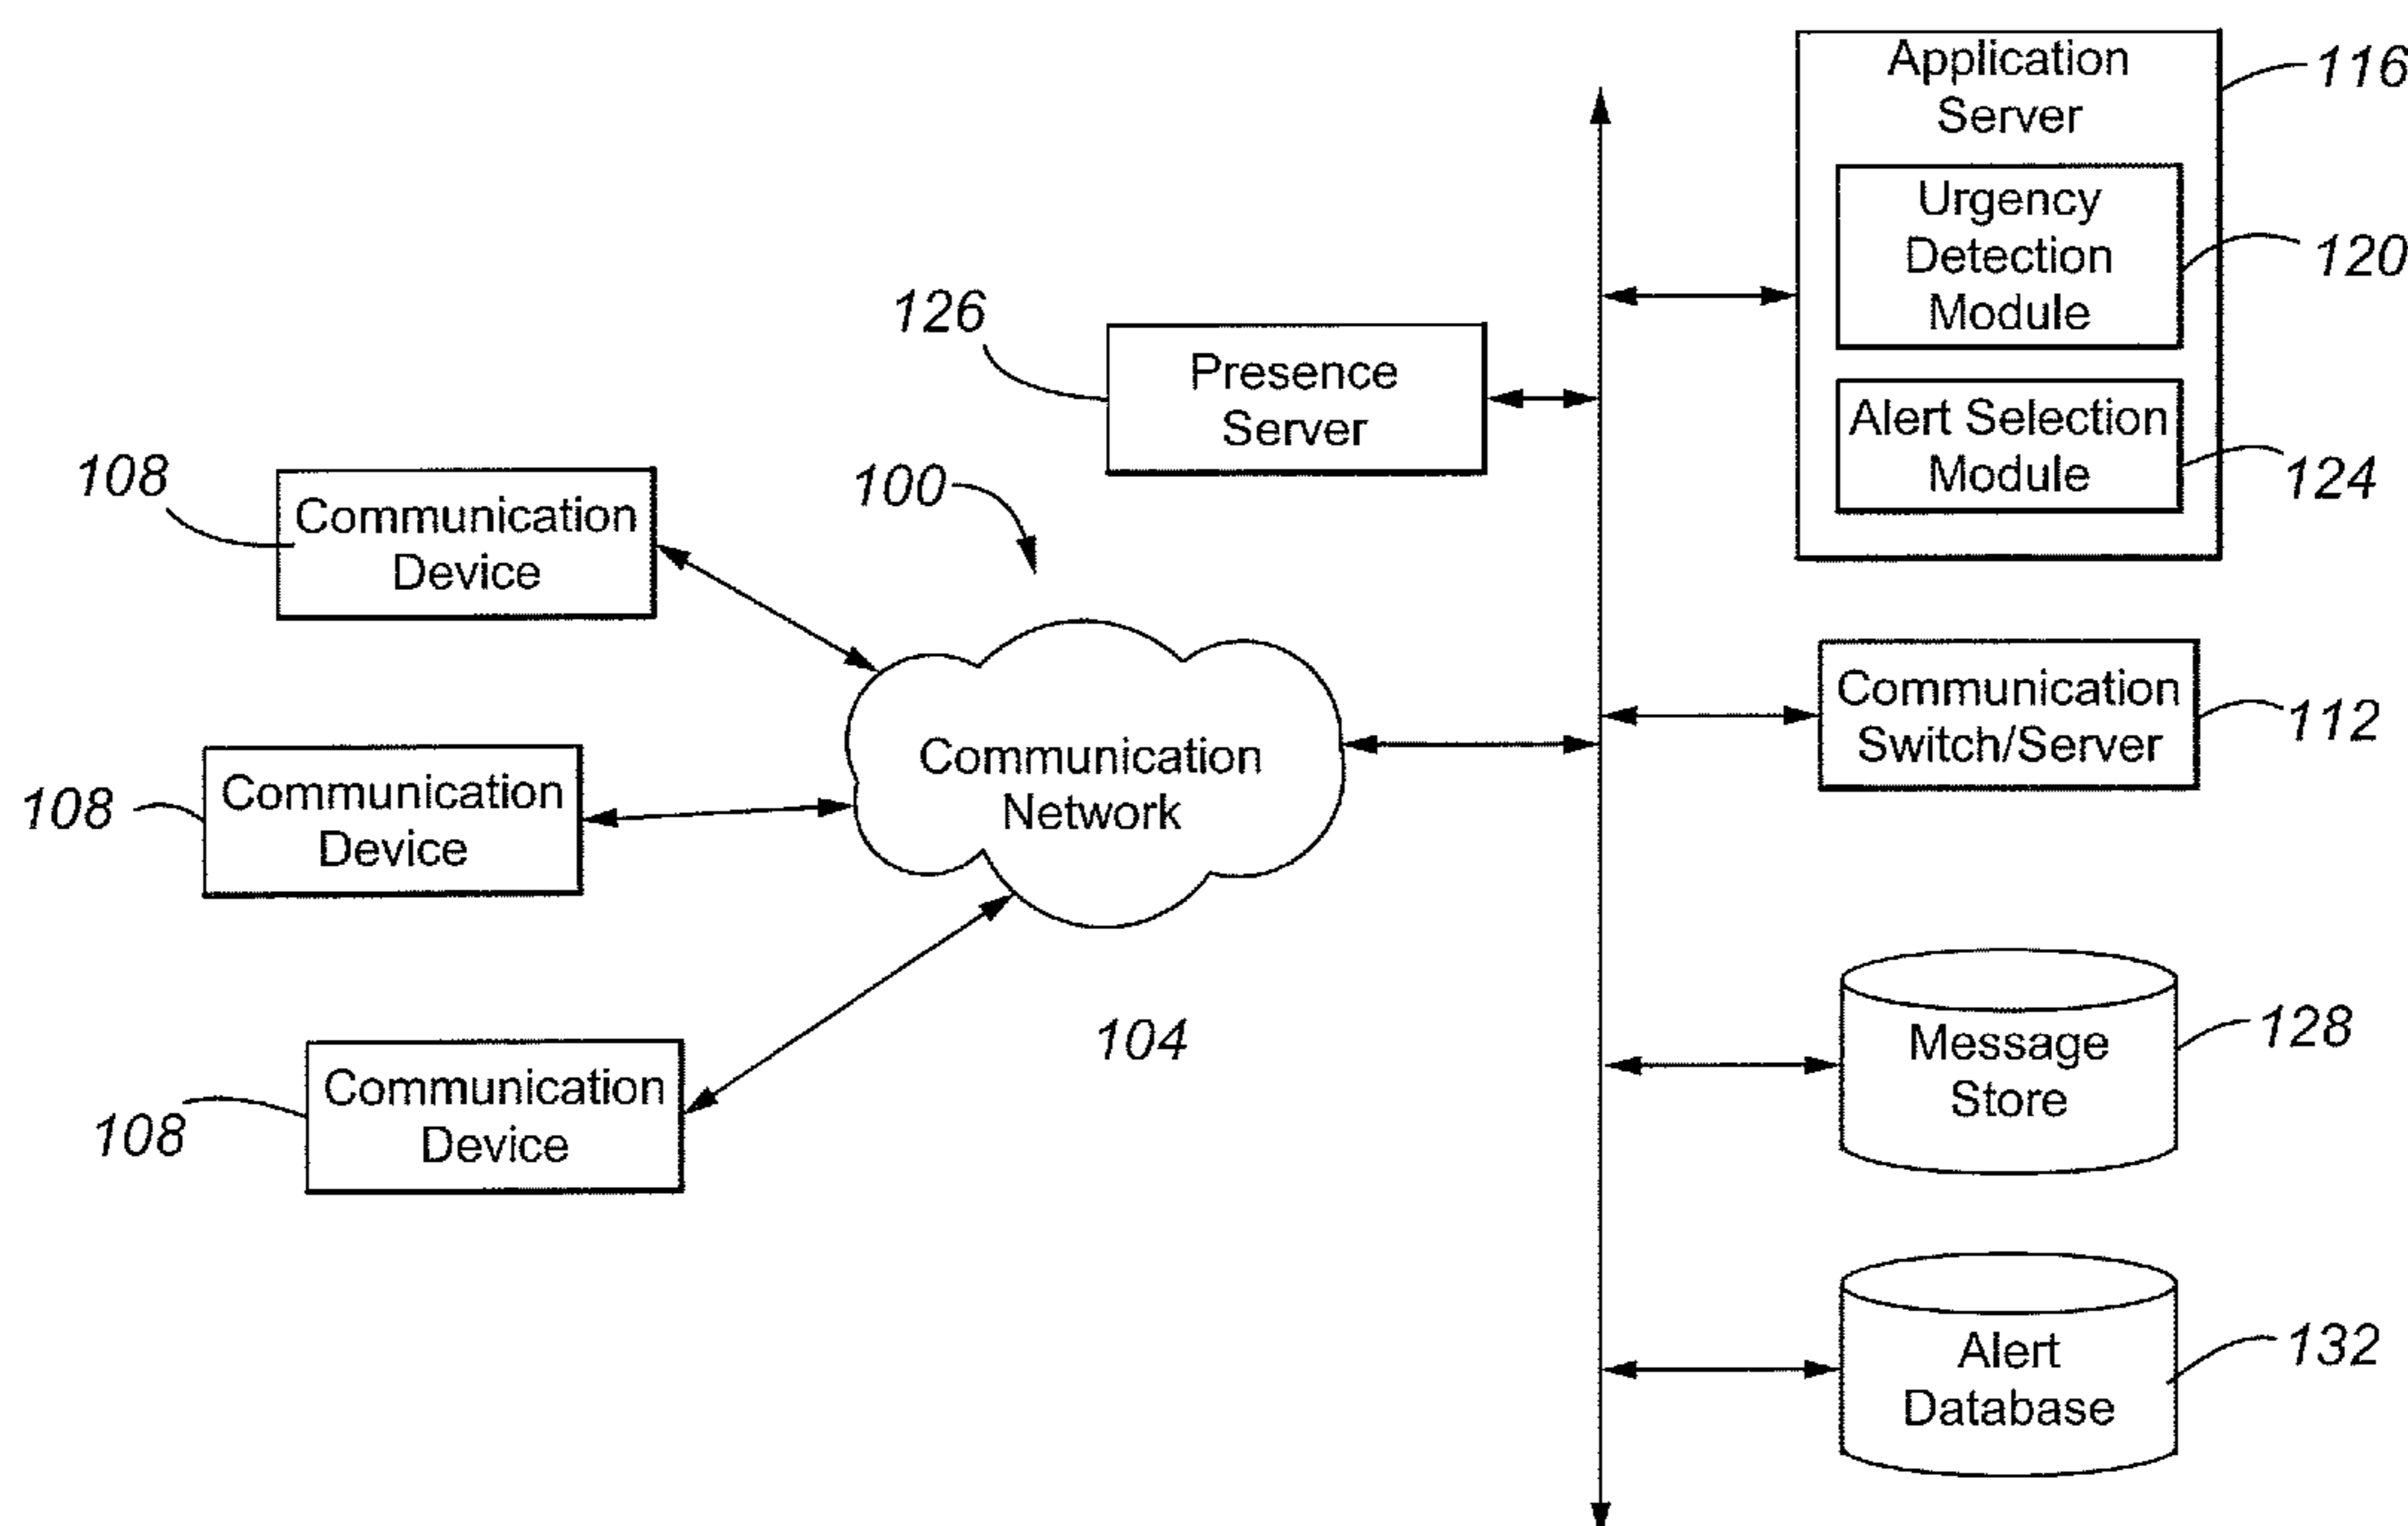 Application
Server
116
Urgency
Detection
Module
120
Alert Selection
Module
124
126
Presence
Server
100
108
Communication
Device
Communication
Switch/Server
112
Communication
Network
108
Communication
Device
104
Message
Store
128
108
Communication
Device
Alert
Database
132